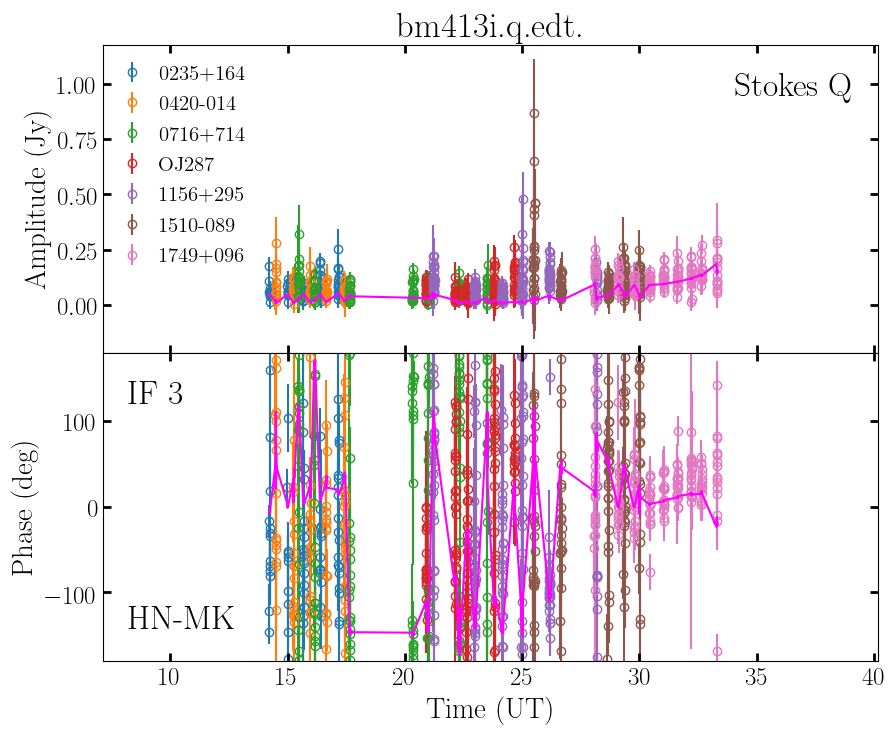 bm413i.q.edt.
Stokes Q
0235+164
0420-014
0716+714
OJ287
1156+295
1510-089
1749+096
Amplitude (Jy)
1.00
0.75
0.50
0.25
0.00
IF 3
HN-MK
Phase (deg)
100
0
−100
10
15
20
25
30
35
40
Time (UT)